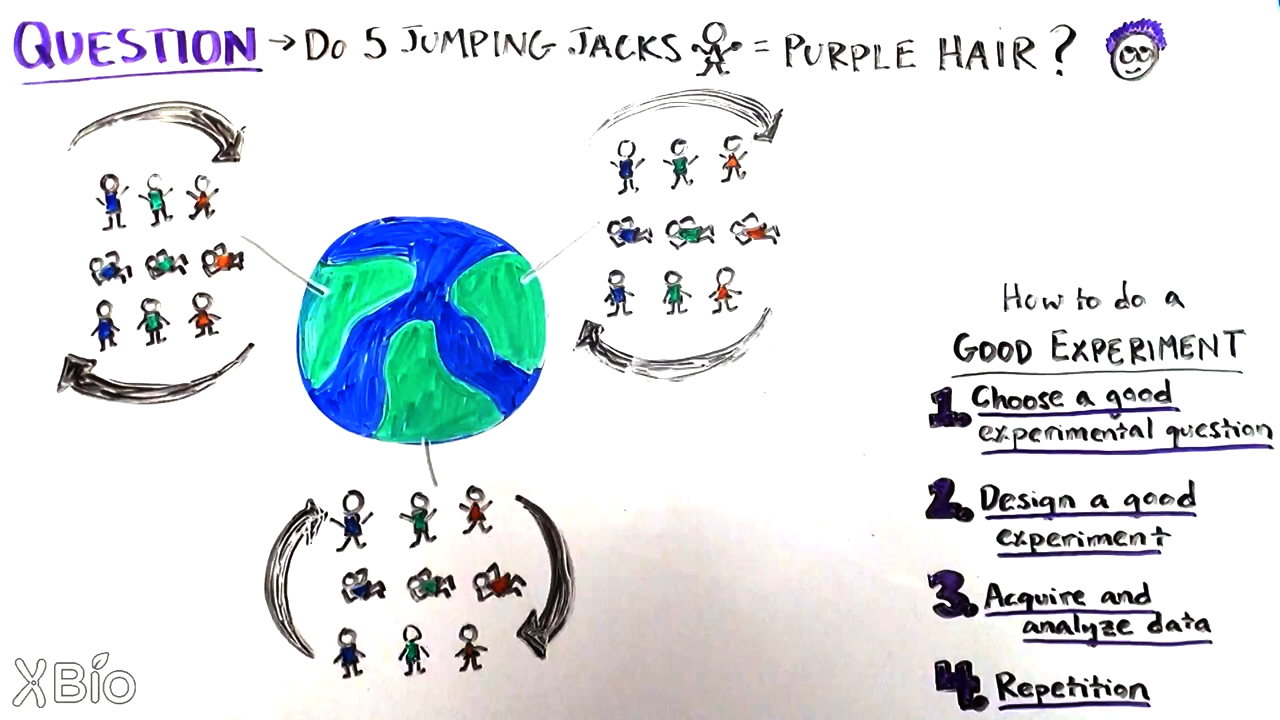 QUESTION → DO 5 JUMPING JACKS = PURPLE HAIR?
How to do a
GOOD EXPERIMENT
1. Choose a good
experimental question
2. Design a good
experiment
3. Acquire and
analyze data
4. Repetition
XBio